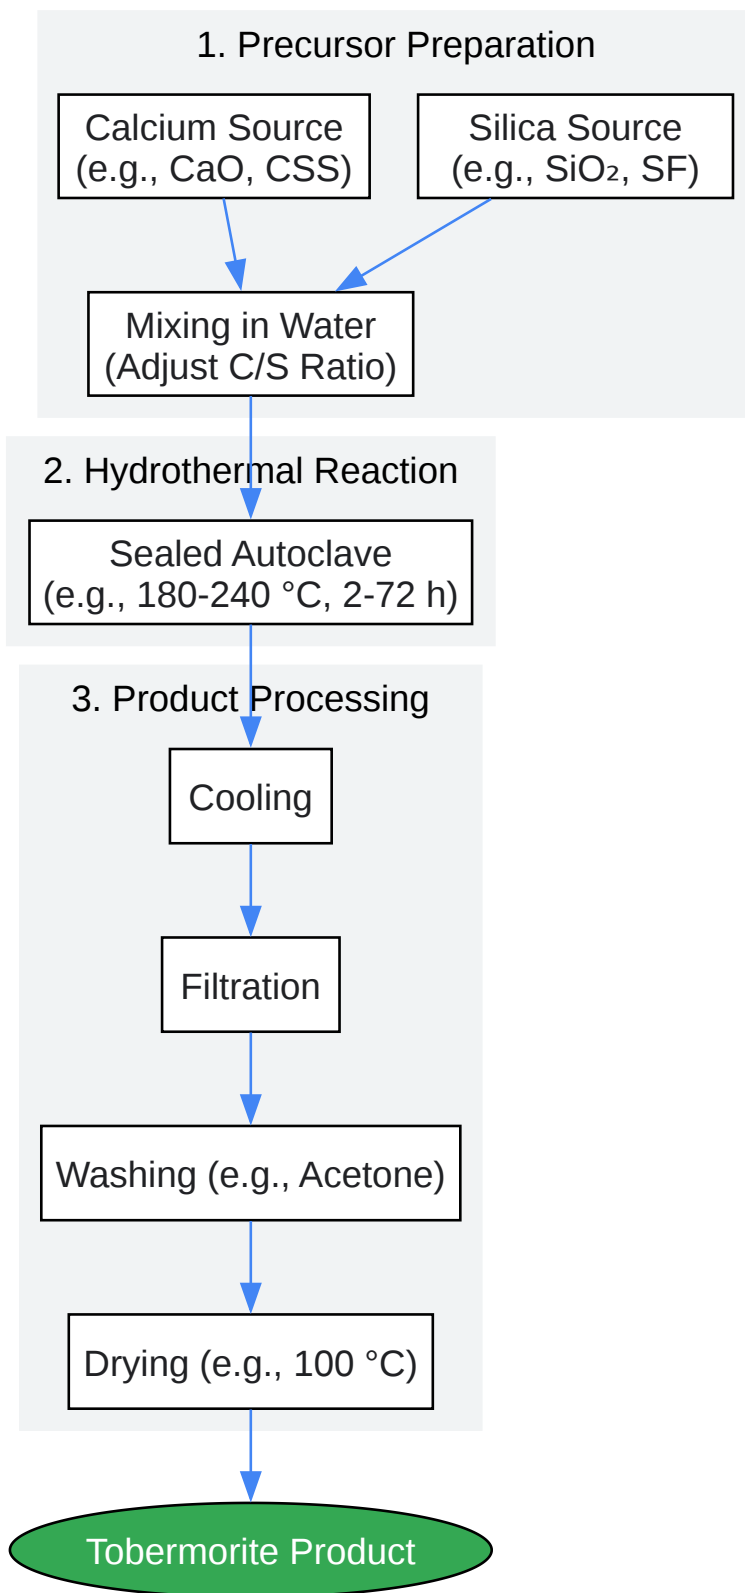 1. Precursor Preparation
Calcium Source
(e.g., CaO, CSS)
Silica Source
(e.g., SiO₂, SF)
Mixing in Water
(Adjust C/S Ratio)
2. Hydrothermal Reaction
Sealed Autoclave
(e.g., 180-240 °C, 2-72 h)
3. Product Processing
Cooling
Filtration
Washing (e.g., Acetone)
Drying (e.g., 100 °C)
Tobermorite Product